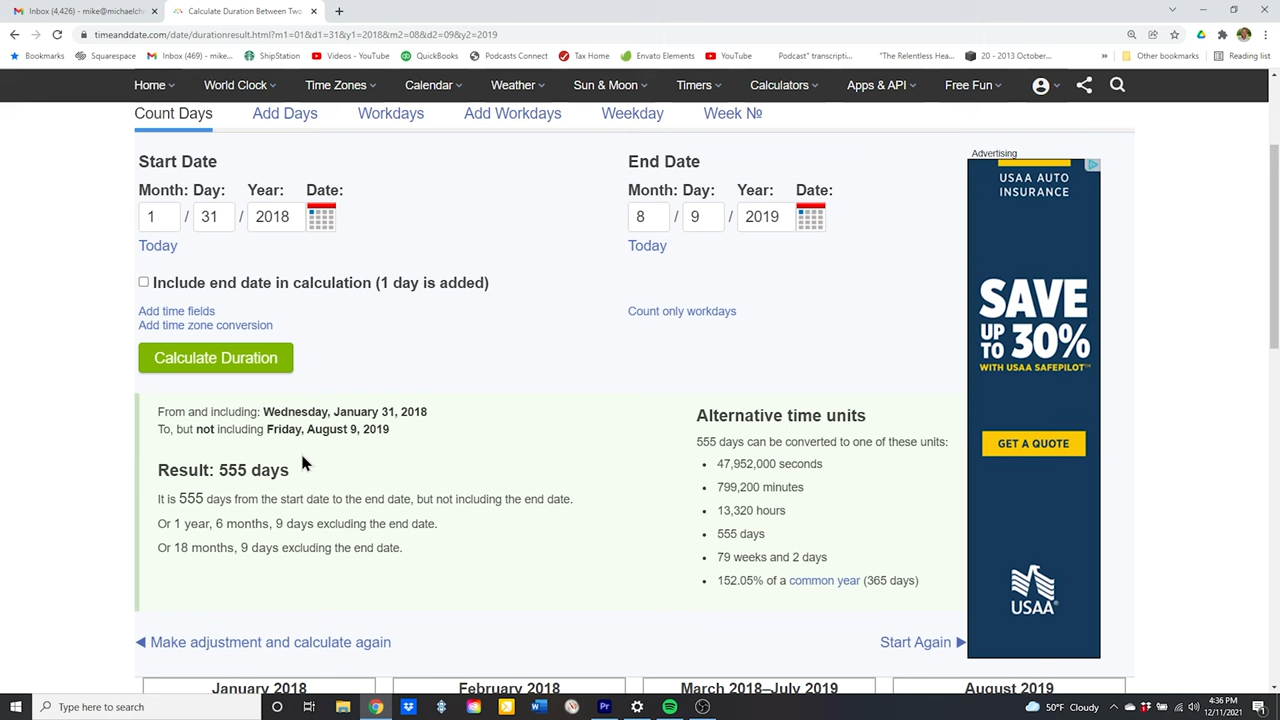 Inbox (4,426) - mike@michaelch
Calculate Duration Between Two
timeanddate.com/date/durationresult.html?m1=01&d1=31&y1=2018&m2=08&d2=09&y2=2019
Bookmarks Squarespace Inbox (469) - mike... ShipStation Videos - YouTube QuickBooks Podcasts Connect Tax Home Envato Elements YouTube Podcast" transcripti... "The Relentless Hea... 20 - 2013 October... » Other bookmarks Reading list
Home World Clock Time Zones Calendar Weather Sun & Moon Timers Calculators Apps & API Free Fun
Count Days Add Days Workdays Add Workdays Weekday Week №
Advertising
Start Date End Date
Month: Day: Year: Date: Month: Day: Year: Date:
1 / 31 / 2018 8 / 9 / 2019
Today Today
Include end date in calculation (1 day is added)
Add time fields Count only workdays
Add time zone conversion
Calculate Duration
USAA AUTO
INSURANCE
SAVE
UP TO 30%
WITH USAA SAFEPILOT™
GET A QUOTE
USAA®
From and including: Wednesday, January 31, 2018
To, but not including Friday, August 9, 2019
Result: 555 days
It is 555 days from the start date to the end date, but not including the end date.
Or 1 year, 6 months, 9 days excluding the end date.
Or 18 months, 9 days excluding the end date.
Alternative time units
555 days can be converted to one of these units:
• 47,952,000 seconds
• 799,200 minutes
• 13,320 hours
• 555 days
• 79 weeks and 2 days
• 152.05% of a common year (365 days)
◀ Make adjustment and calculate again Start Again ▶
January 2018 February 2018 March 2018–July 2019 August 2019
Type here to search 50°F Cloudy 4:36 PM
12/11/2021